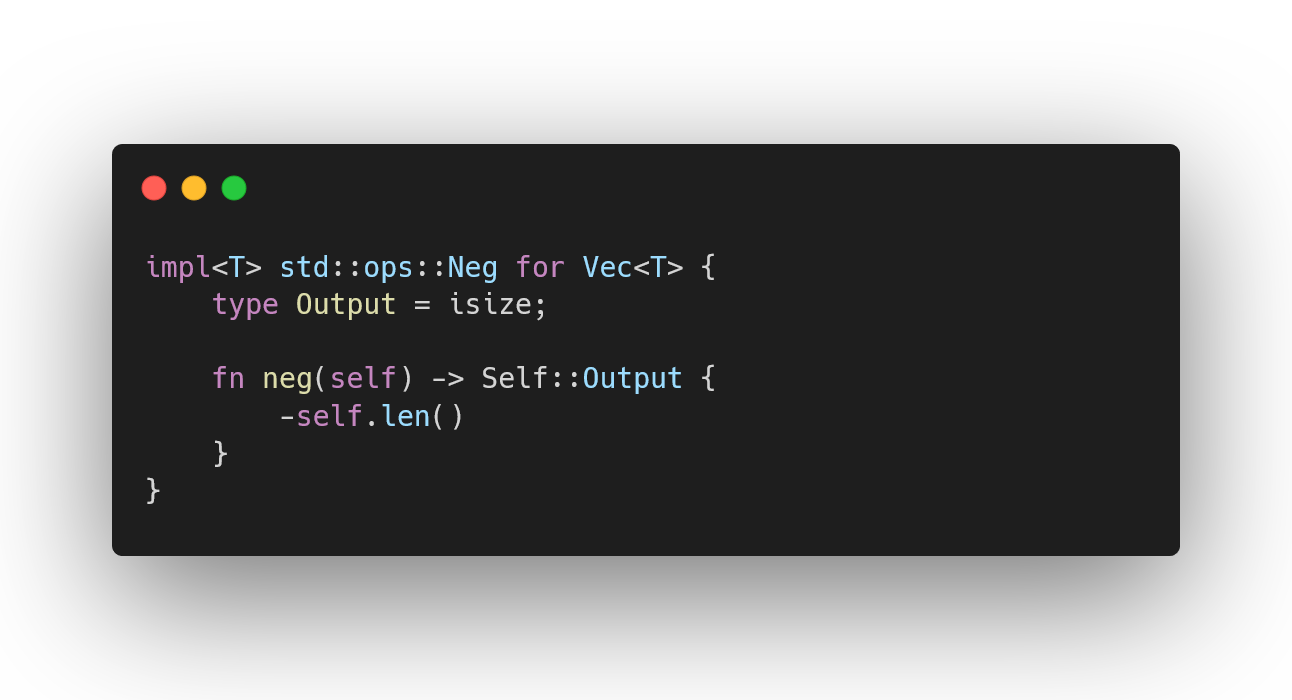 impl<T> std::ops::Neg for Vec<T> {
    type Output = isize;

    fn neg(self) -> Self::Output {
        -self.len()
    }
}